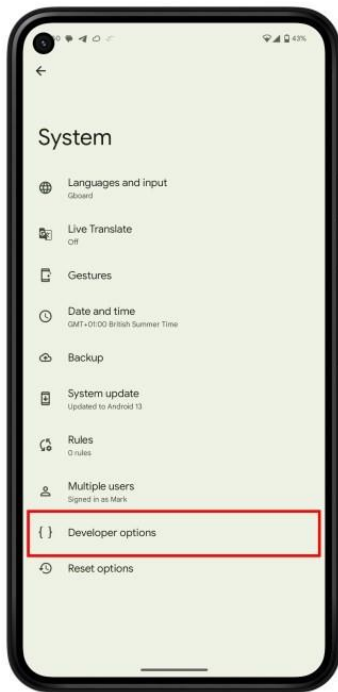 43%
System
Languages and input
Gboard
Live Translate
Off
Gestures
Date and time
GMT+01:00 British Summer Time
Backup
System update
Updated to Android 13
Rules
0 rules
Multiple users
Signed in as Mark
{ } Developer options
Reset options